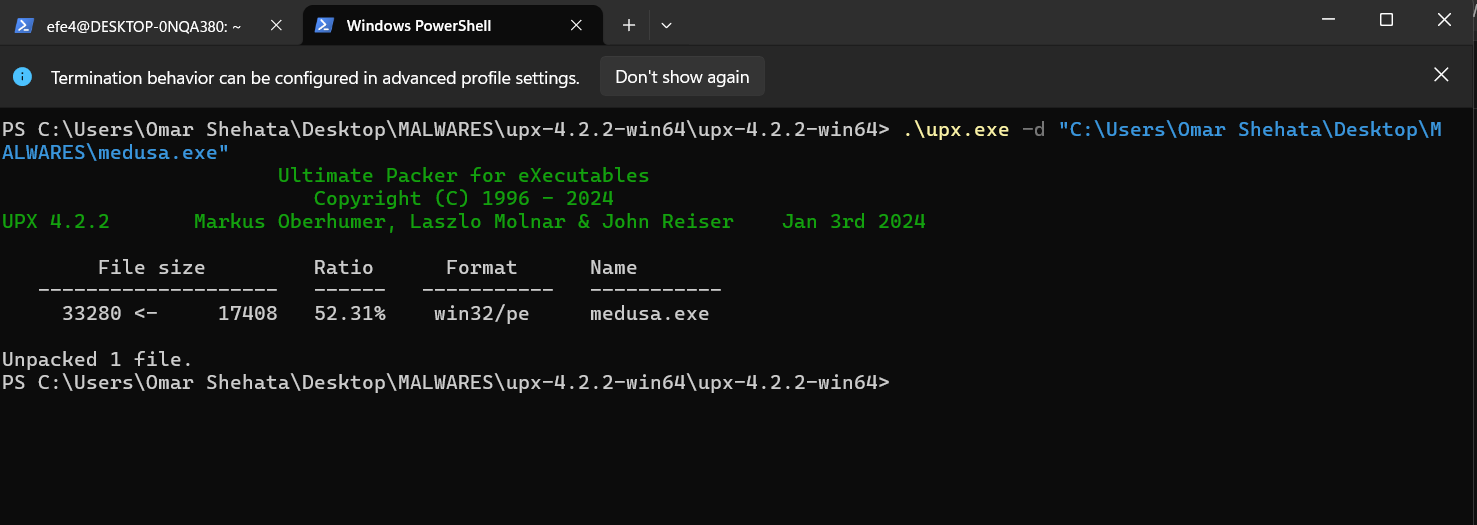 efe4@DESKTOP-0NQA380: ~
Windows PowerShell
Termination behavior can be configured in advanced profile settings.
Don't show again
PS C:\Users\Omar Shehata\Desktop\MALWARES\upx-4.2.2-win64\upx-4.2.2-win64> .\upx.exe -d "C:\Users\Omar Shehata\Desktop\M
ALWARES\medusa.exe"
Ultimate Packer for eXecutables
Copyright (C) 1996 - 2024
UPX 4.2.2 Markus Oberhumer, Laszlo Molnar & John Reiser Jan 3rd 2024
File size Ratio Format Name
-------------------- ------ ----------- -----------
33280 <- 17408 52.31% win32/pe medusa.exe
Unpacked 1 file.
PS C:\Users\Omar Shehata\Desktop\MALWARES\upx-4.2.2-win64\upx-4.2.2-win64>